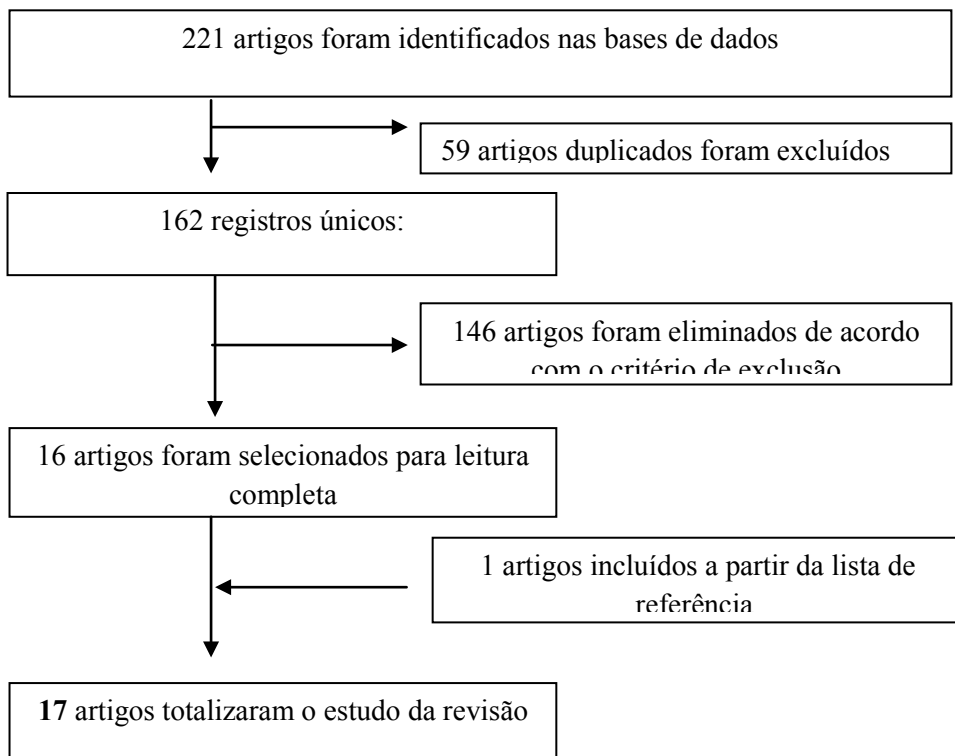 221 artigos foram identificados nas bases de dados
59 artigos duplicados foram excluídos
162 registros únicos:
146 artigos foram eliminados de acordo
com o critério de exclusão
16 artigos foram selecionados para leitura
completa
1 artigos incluídos a partir da lista de
referência
17 artigos totalizaram o estudo da revisão